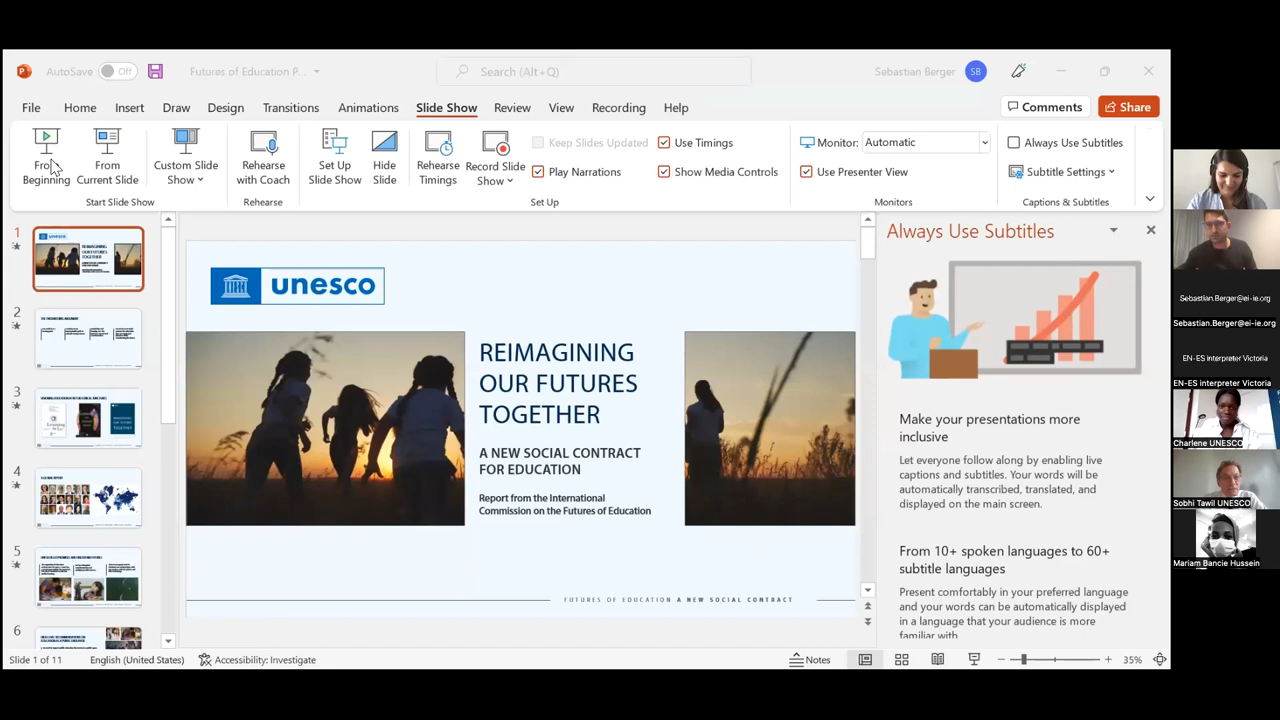 AutoSave Off Futures of Education P... Search (Alt+Q) Sebastian Berger SB
File Home Insert Draw Design Transitions Animations Slide Show Review View Recording Help Comments Share
From Beginning
From Current Slide
Custom Slide Show
Start Slide Show
Rehearse with Coach
Rehearse
Set Up Slide Show
Hide Slide
Rehearse Timings
Record Slide Show
Keep Slides Updated
Play Narrations
Use Timings
Show Media Controls
Set Up
Monitor: Automatic
Use Presenter View
Monitors
Always Use Subtitles
Subtitle Settings
Captions & Subtitles
1
2
3
4
5
6
unesco
REIMAGINING
OUR FUTURES
TOGETHER
A NEW SOCIAL CONTRACT
FOR EDUCATION
Report from the International
Commission on the Futures of Education
FUTURES OF EDUCATION A NEW SOCIAL CONTRACT
Always Use Subtitles
Make your presentations more
inclusive
Let everyone follow along by enabling live
captions and subtitles. Your words will be
automatically transcribed, translated, and
displayed on the main screen.
From 10+ spoken languages to 60+
subtitle languages
Present comfortably in your preferred language
and your words can be automatically displayed
in a language that your audience is more
familiar with
Slide 1 of 11 English (United States) Accessibility: Investigate Notes 35%
Sebastian.Berger@ei-ie.org
Sebastian.Berger@ei-ie.org
EN-ES interpreter Victoria
EN-ES interpreter Victoria
Charlene UNESCO
Sobhi Tawil UNESCO
Mariam Bancie Hussein